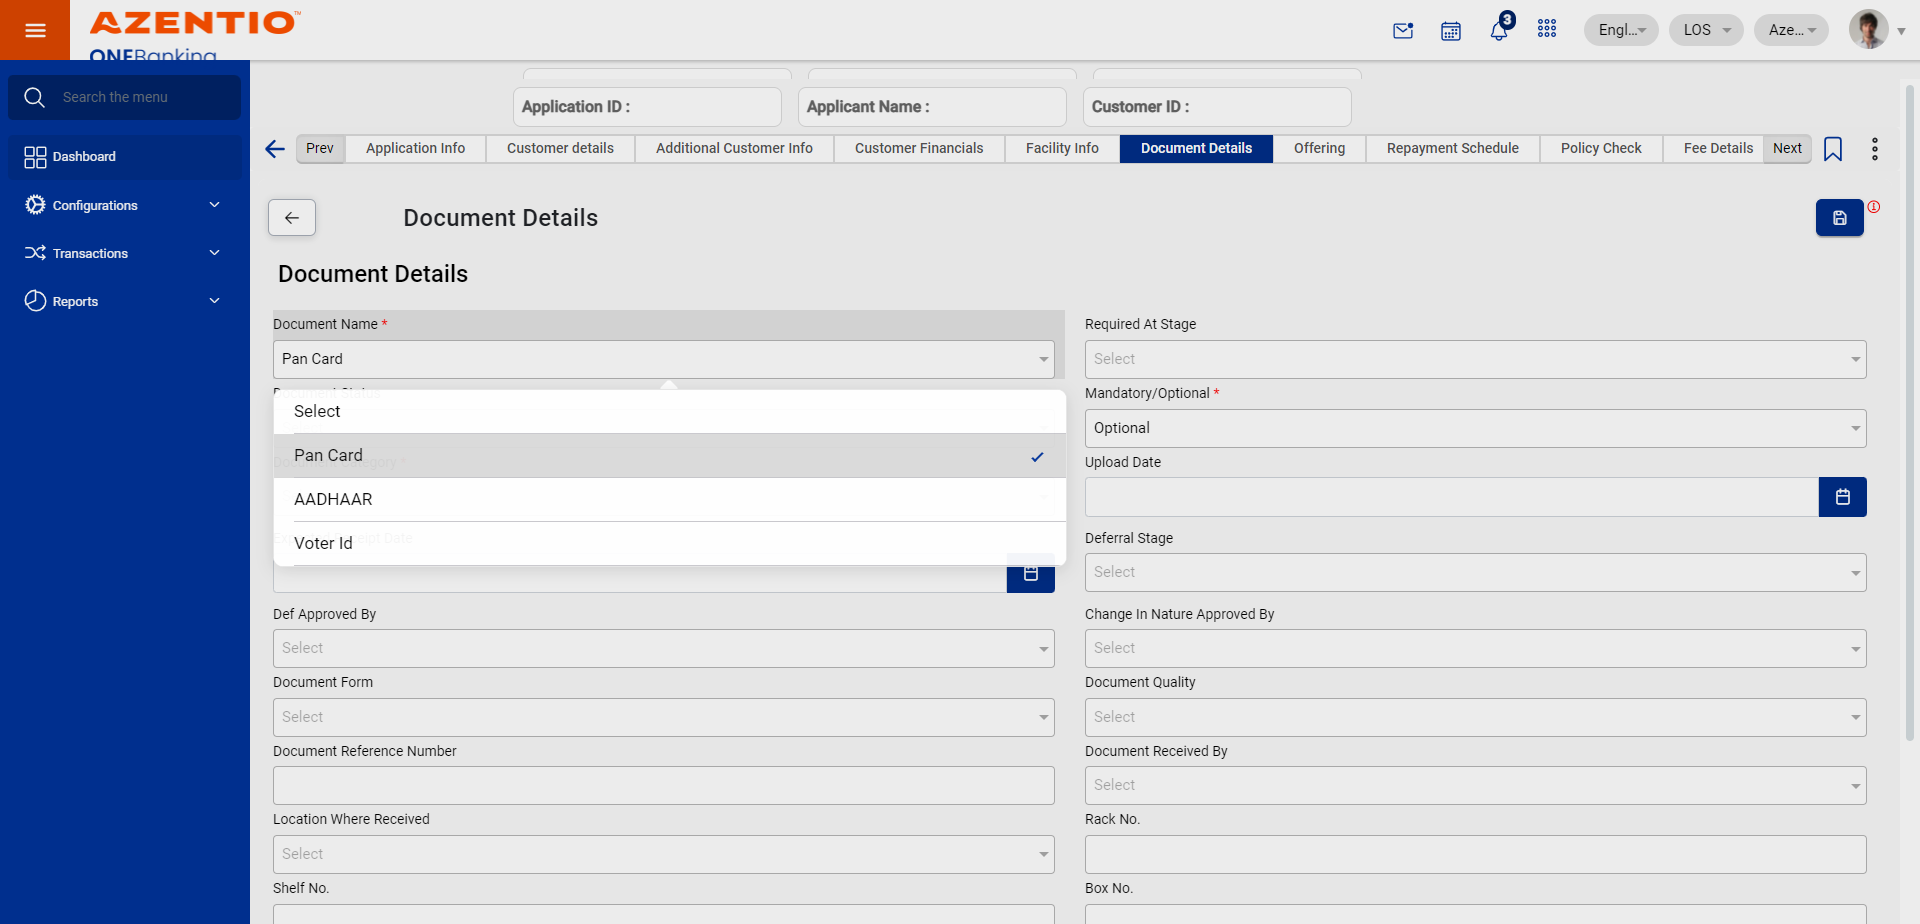 AZENTIO™
ONEBanking
Engl...
LOS
Aze...
3
Search the menu
Dashboard
Configurations
Transactions
Reports
Application ID :
Applicant Name :
Customer ID :
Prev
Application Info
Customer details
Additional Customer Info
Customer Financials
Facility Info
Document Details
Offering
Repayment Schedule
Policy Check
Fee Details
Next
Document Details
Document Details
Document Name *
Pan Card
Required At Stage
Select
Document Status
Select
Pan Card
Document Category *
AADHAAR
Voter Id
Mandatory/Optional *
Optional
Upload Date
Deferral Stage
Select
Def Approved By
Select
Change In Nature Approved By
Select
Document Form
Select
Document Quality
Select
Document Reference Number
Document Received By
Select
Location Where Received
Select
Rack No.
Shelf No.
Box No.